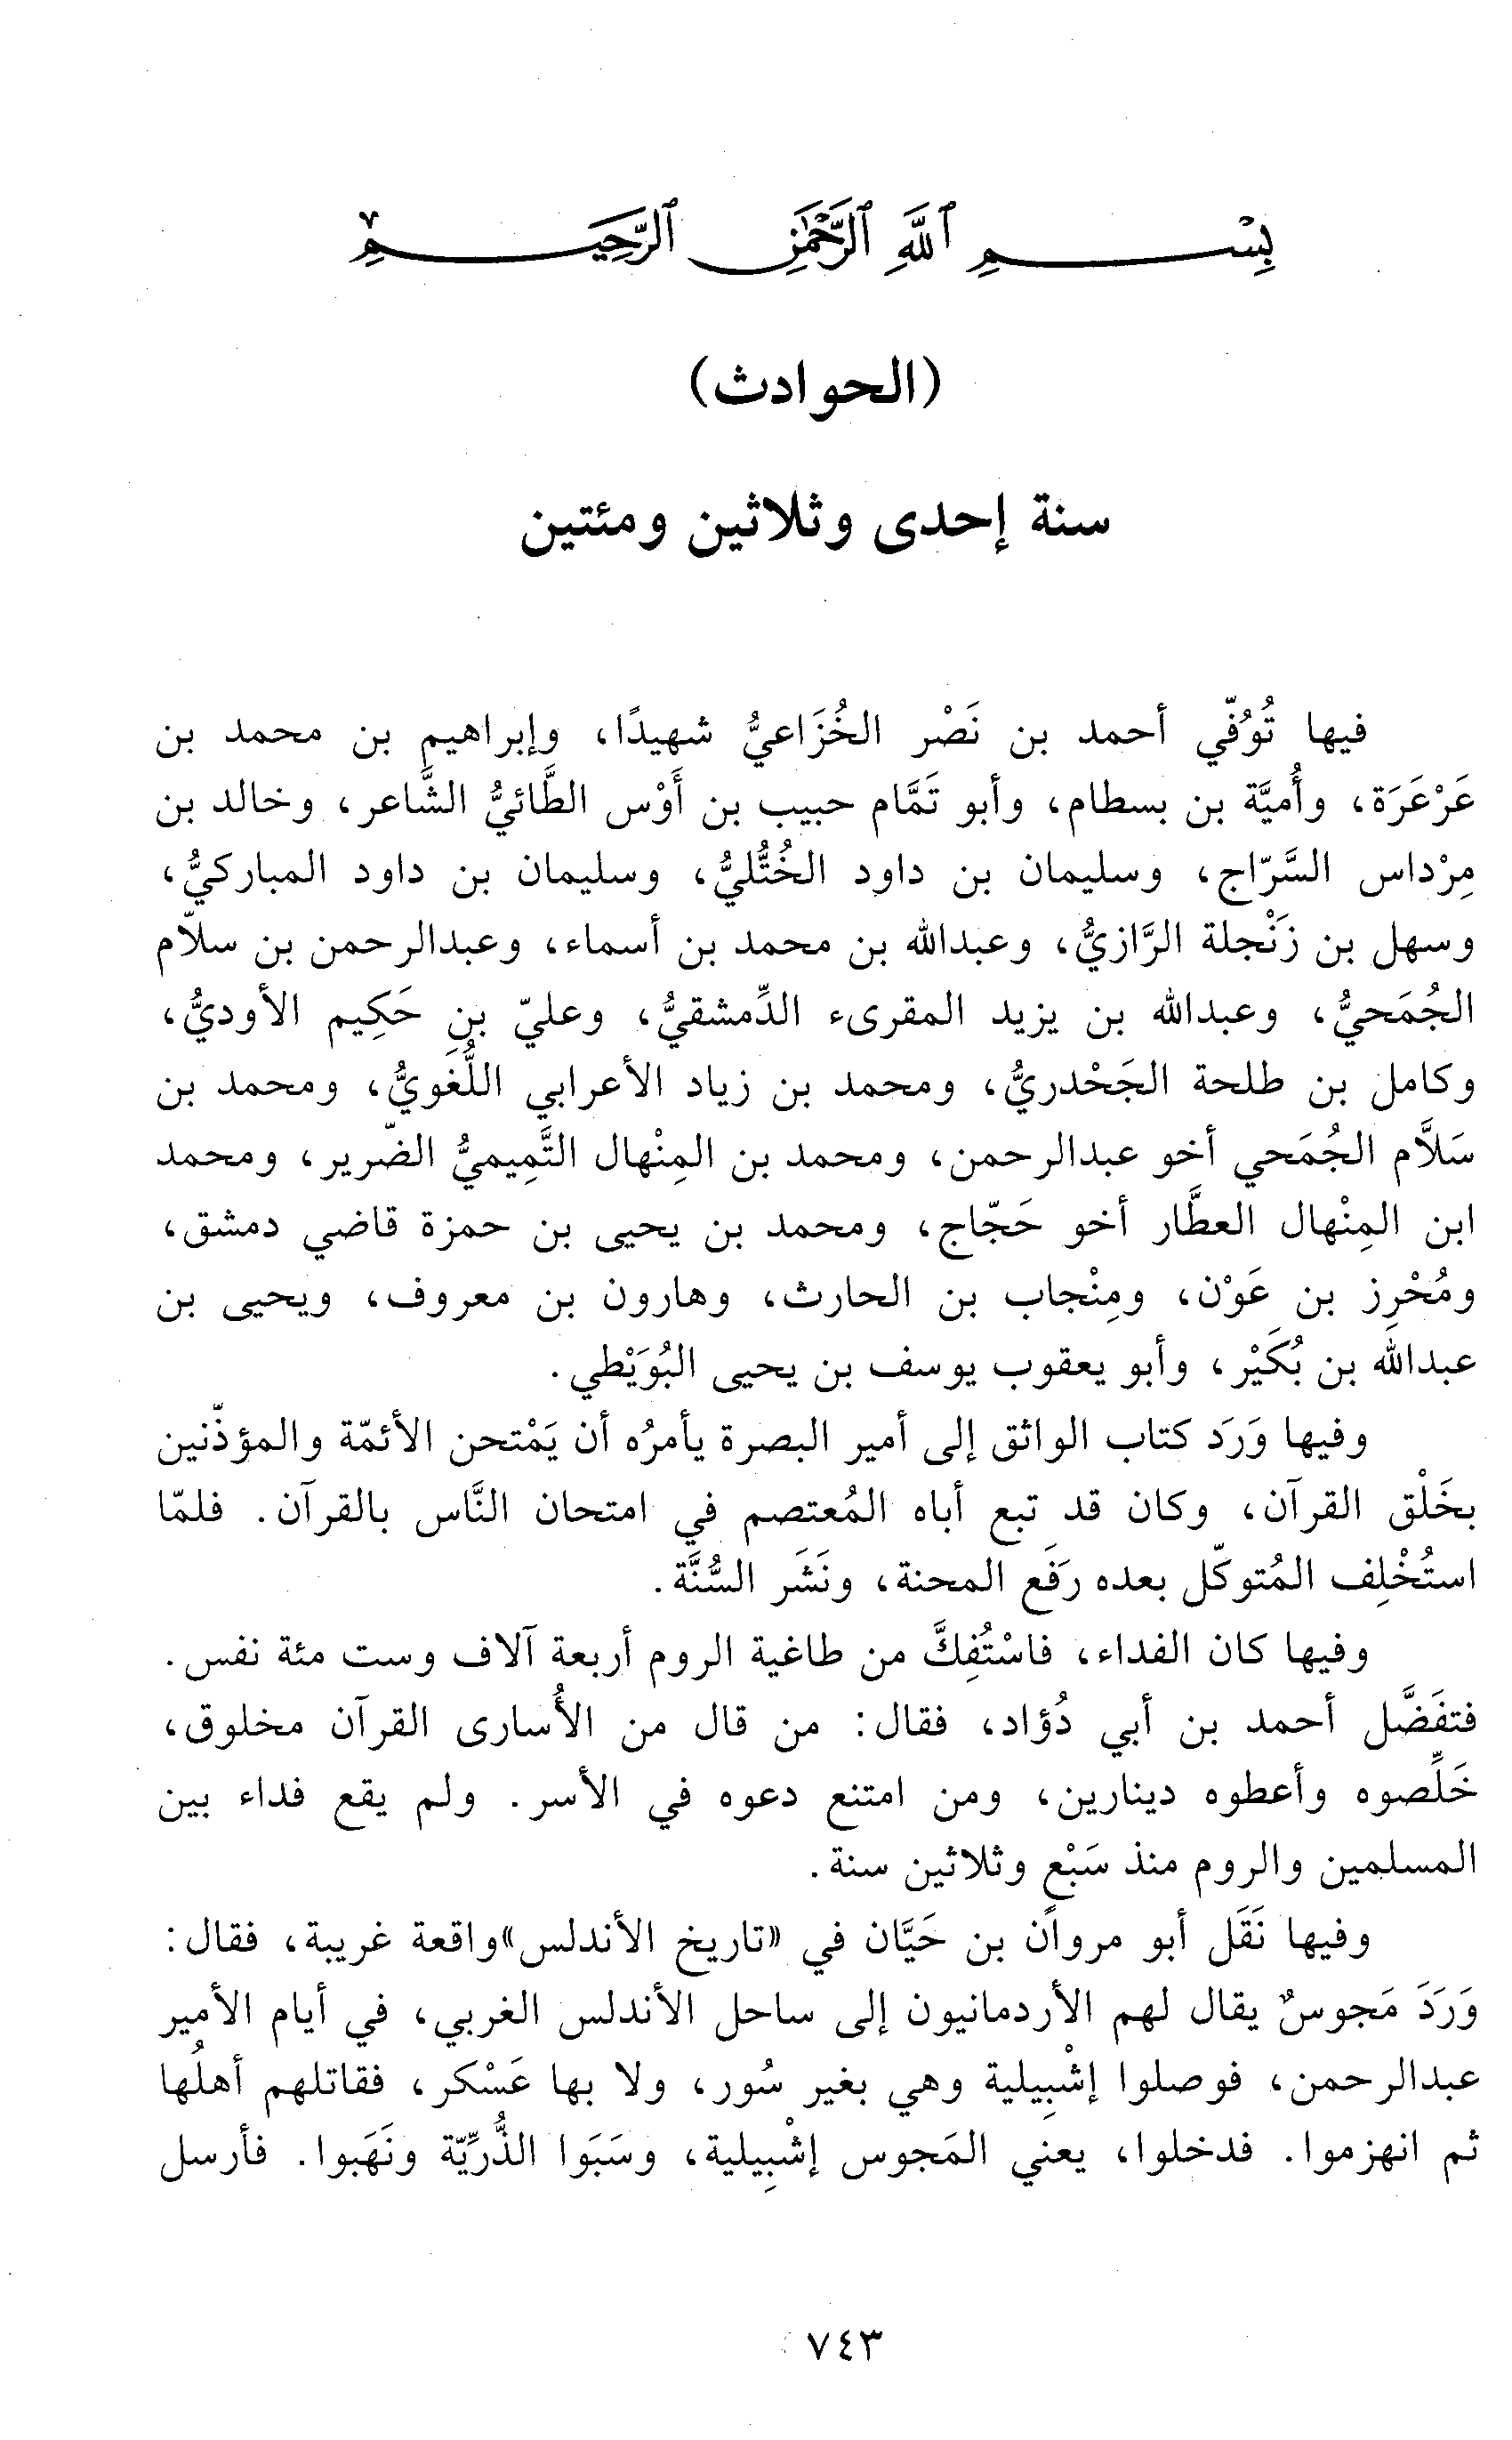 بِسْمِ ٱللَّهِ ٱلرَّحْمَٰنِ ٱلرَّحِيمِ
(الحوادث)
سنة إحدى وثلاثين ومئتين
فيها تُوُفّي أحمد بن نَصْر الخُزَاعيُّ شهيدًا، وإبراهيم بن محمد بن
عَرْعَرَة، وأُميَّة بن بسطام، وأبو تَمَّام حبيب بن أَوْس الطَّائيُّ الشَّاعر، وخالد بن
مِرْداس السَّرّاج، وسليمان بن داود الخُتُّليُّ، وسليمان بن داود المباركيُّ،
وسهل بن زَنْجلة الرَّازيُّ، وعبدالله بن محمد بن أسماء، وعبدالرحمن بن سلاّم
الجُمَحيُّ، وعبدالله بن يزيد المقرىء الدِّمشقيُّ، وعليّ بن حَكِيم الأوديُّ،
وكامل بن طلحة الجَحْدريُّ، ومحمد بن زياد الأعرابي اللُّغَويُّ، ومحمد بن
سَلاَّم الجُمَحي أخو عبدالرحمن، ومحمد بن المِنْهال التَّمِيميُّ الضّرير، ومحمد
ابن المِنْهال العطَّار أخو حَجّاج، ومحمد بن يحيى بن حمزة قاضي دمشق،
ومُحْرِز بن عَوْن، ومِنْجاب بن الحارث، وهارون بن معروف، ويحيى بن
عبدالله بن بُكَيْر، وأبو يعقوب يوسف بن يحيى البُوَيْطي.
وفيها وَرَد كتاب الواثق إلى أمير البصرة يأمرُه أن يَمْتحن الأئمّة والمؤذّنين
بخَلْق القرآن، وكان قد تبع أباه المُعتصم في امتحان النَّاس بالقرآن. فلمّا
استُخْلِف المُتوكّل بعده رَفَع المحنة، ونَشَر السُّنَّة.
وفيها كان الفداء، فاسْتُفِكَّ من طاغية الروم أربعة آلاف وست مئة نفس.
فتفَضَّل أحمد بن أبي دُؤاد، فقال: من قال من الأُسارى القرآن مخلوق،
خَلِّصوه وأعطوه دينارين، ومن امتنع دعوه في الأسر. ولم يقع فداء بين
المسلمين والروم منذ سَبْع وثلاثين سنة.
وفيها نَقَل أبو مروان بن حَيَّان في «تاريخ الأندلس»واقعة غريبة، فقال:
وَرَدَ مَجوسٌ يقال لهم الأردمانيون إلى ساحل الأندلس الغربي، في أيام الأمير
عبدالرحمن، فوصلوا إشْبِيلية وهي بغير سُور، ولا بها عَسْكر، فقاتلهم أهلُها
ثم انهزموا. فدخلوا، يعني المَجوس إشْبِيلية، وسَبَوا الذُّرِّيّة ونَهَبوا. فأرسل
٧٤٣